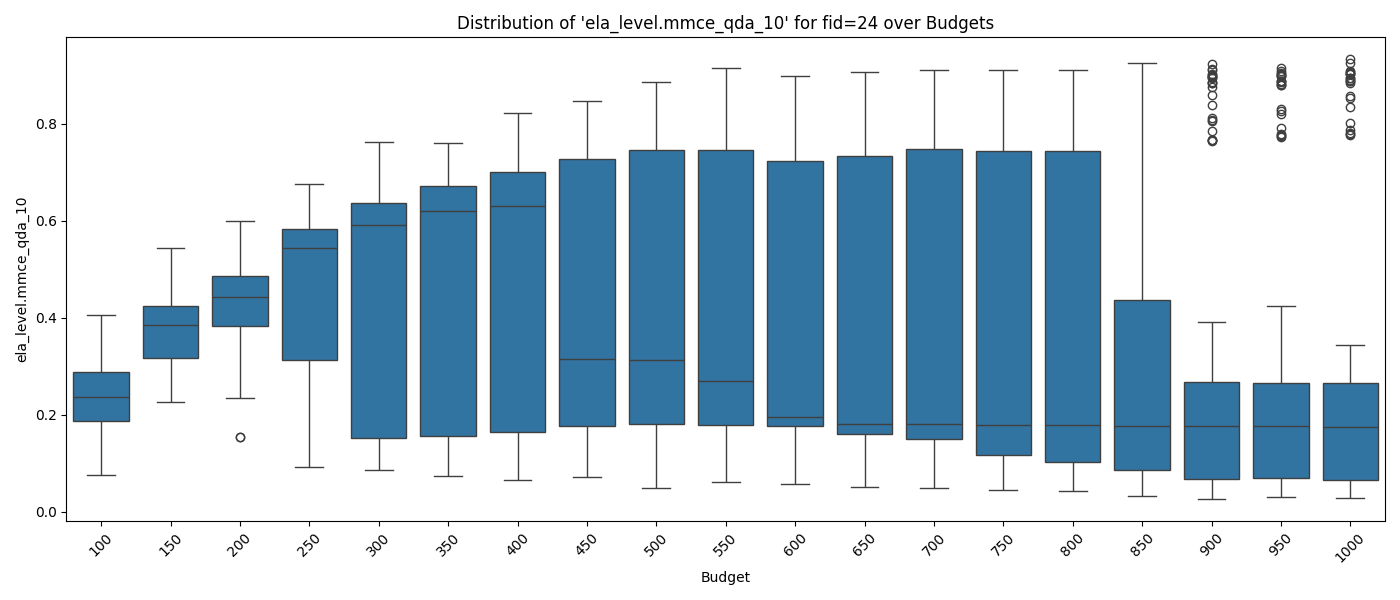 Distribution of 'ela_level.mmce_qda_10' for fid=24 over Budgets
ela_level.mmce_qda_10
0.8
0.6
0.4
0.2
0.0
100 150 200 250 300 350 400 450 500 550 600 650 700 750 800 850 900 950 1000
Budget